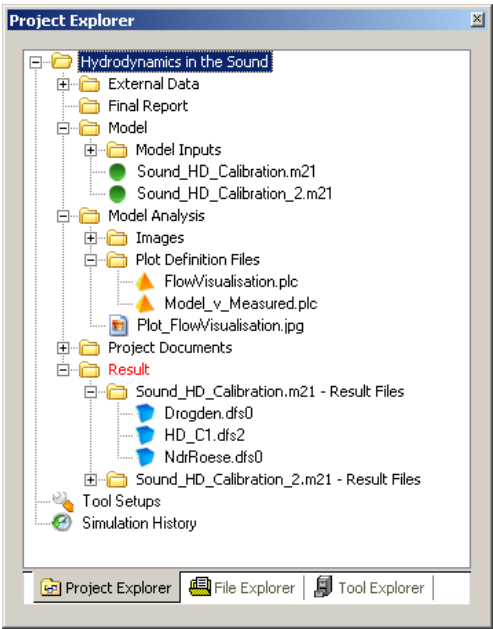 Project Explorer
Hydrodynamics in the Sound
External Data
Final Report
Model
Model Inputs
Sound_HD_Calibration.m21
Sound_HD_Calibration_2.m21
Model Analysis
Images
Plot Definition Files
FlowVisualisation.plc
Model_v_Measured.plc
Plot_FlowVisualisation.jpg
Project Documents
Result
Sound_HD_Calibration.m21 - Result Files
Drogden.dfs0
HD_C1.dfs2
NdrRoese.dfs0
Sound_HD_Calibration_2.m21 - Result Files
Tool Setups
Simulation History
Project Explorer File Explorer Tool Explorer